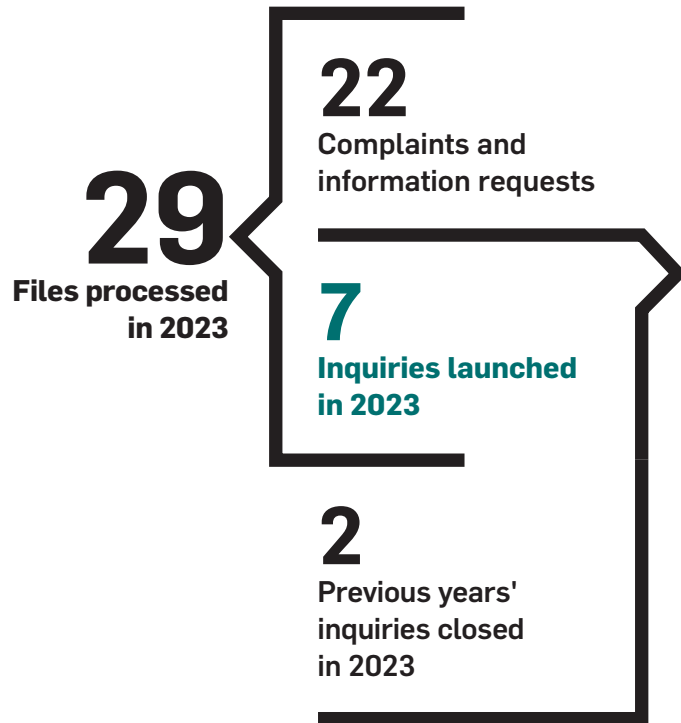 29
Files processed
in 2023
22
Complaints and
information requests
7
Inquiries launched
in 2023
2
Previous years'
inquiries closed
in 2023